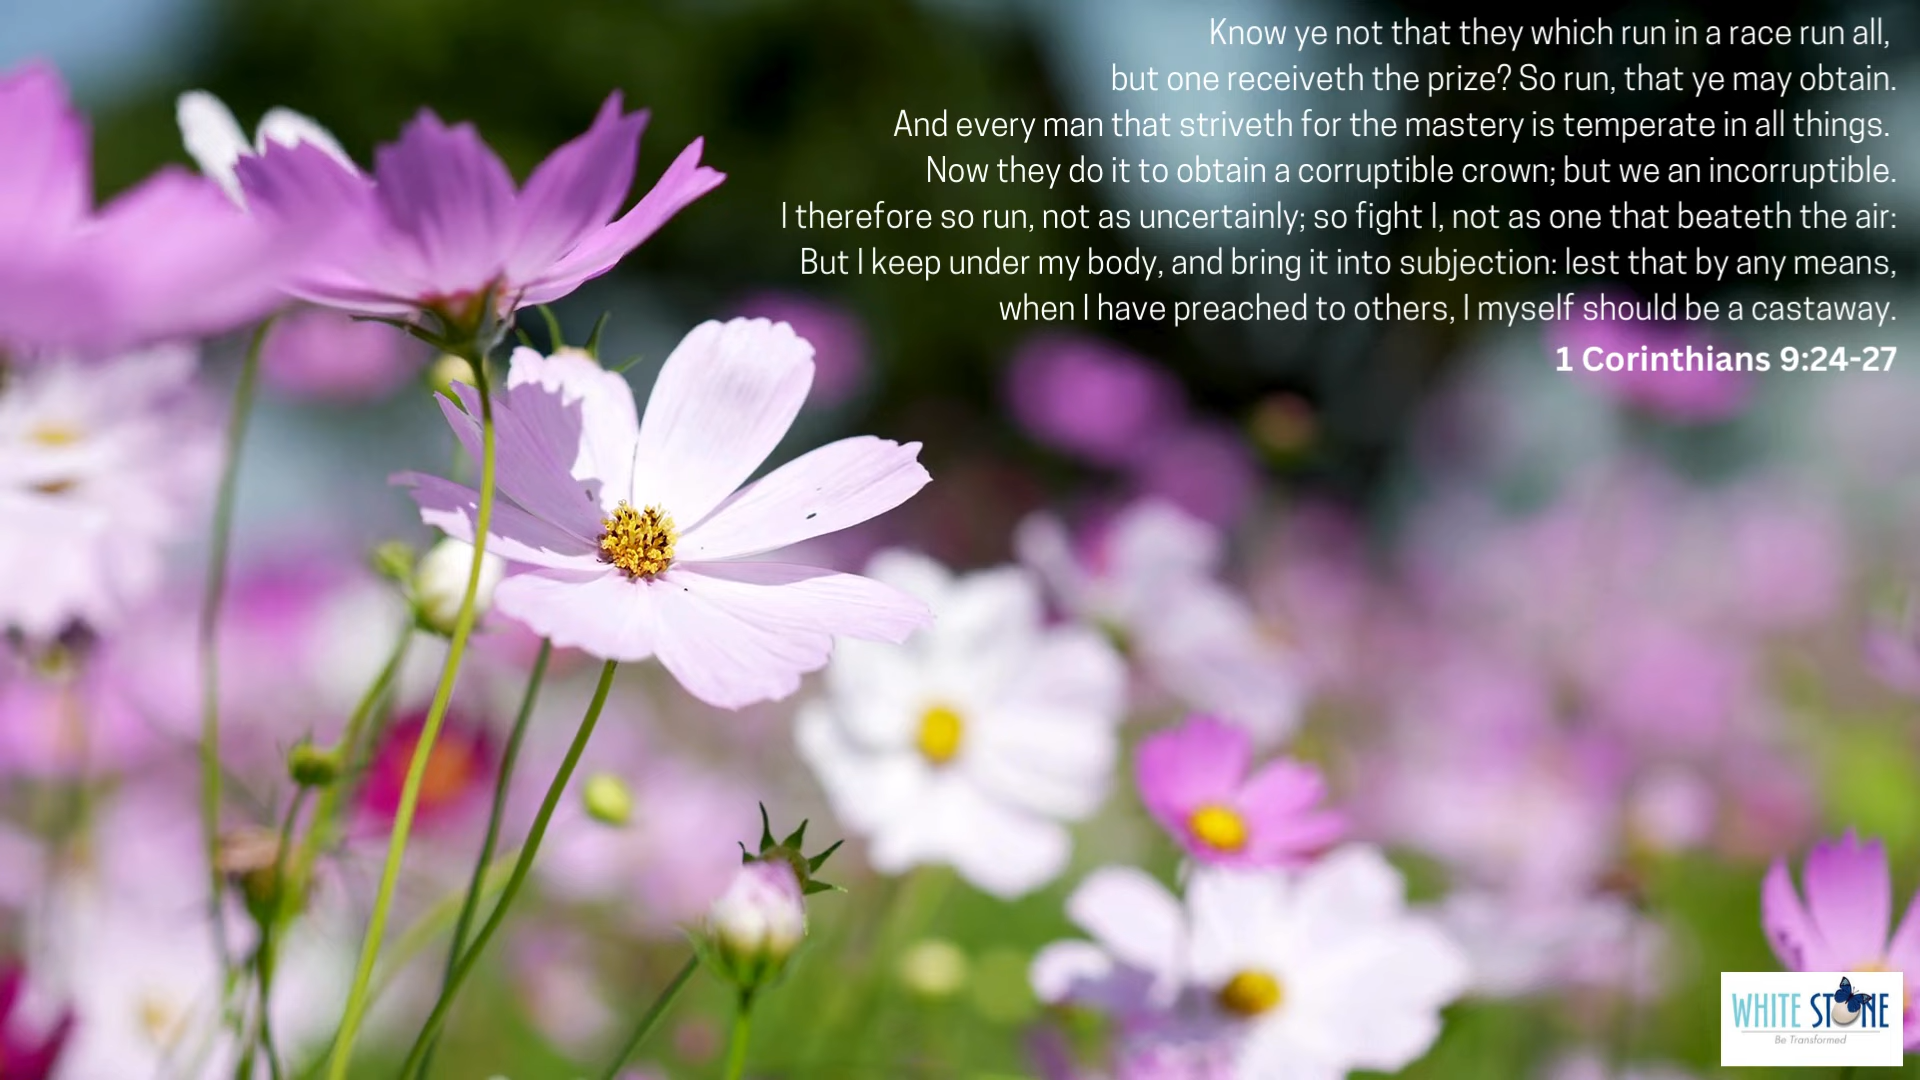 Know ye not that they which run in a race run all,
but one receiveth the prize? So run, that ye may obtain.
And every man that striveth for the mastery is temperate in all things.
Now they do it to obtain a corruptible crown; but we an incorruptible.
I therefore so run, not as uncertainly; so fight I, not as one that beateth the air:
But I keep under my body, and bring it into subjection: lest that by any means,
when I have preached to others, I myself should be a castaway.
1 Corinthians 9:24-27
WHITE STONE
Be Transformed